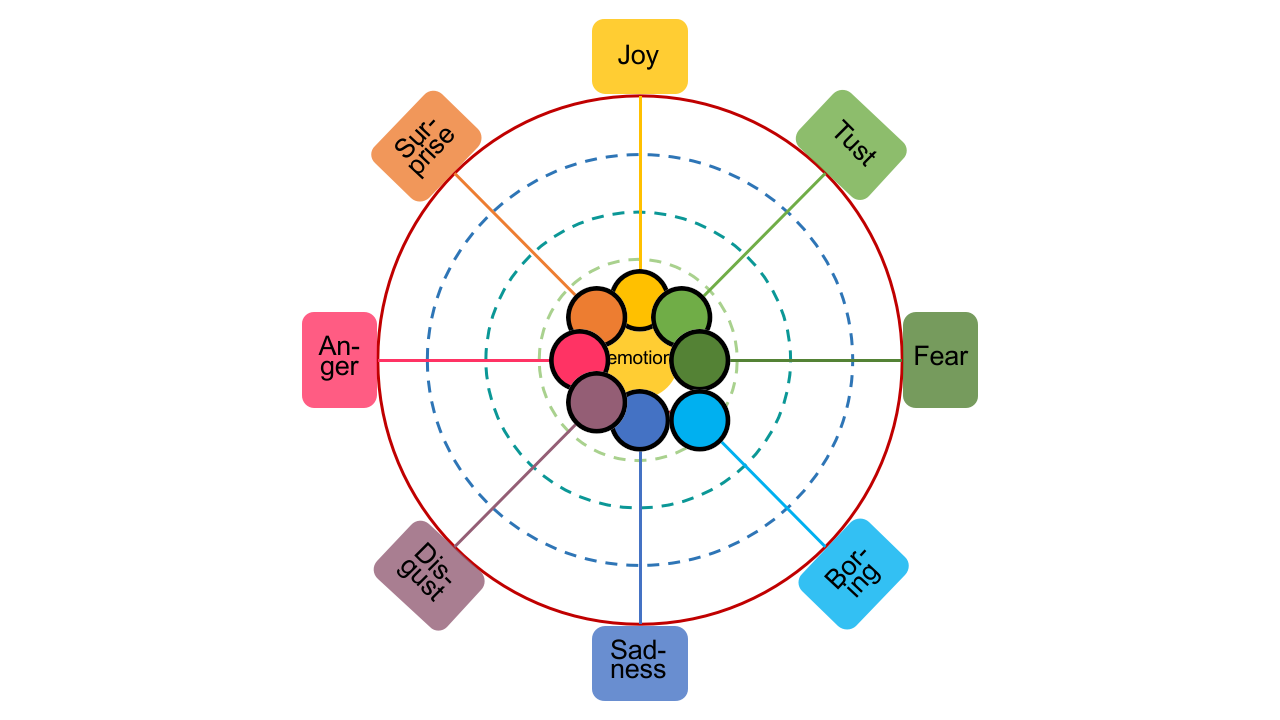 Joy
Sur-
prise
Tust
An-
ger
emotion
Fear
Dis-
gust
Bor-
ing
Sad-
ness